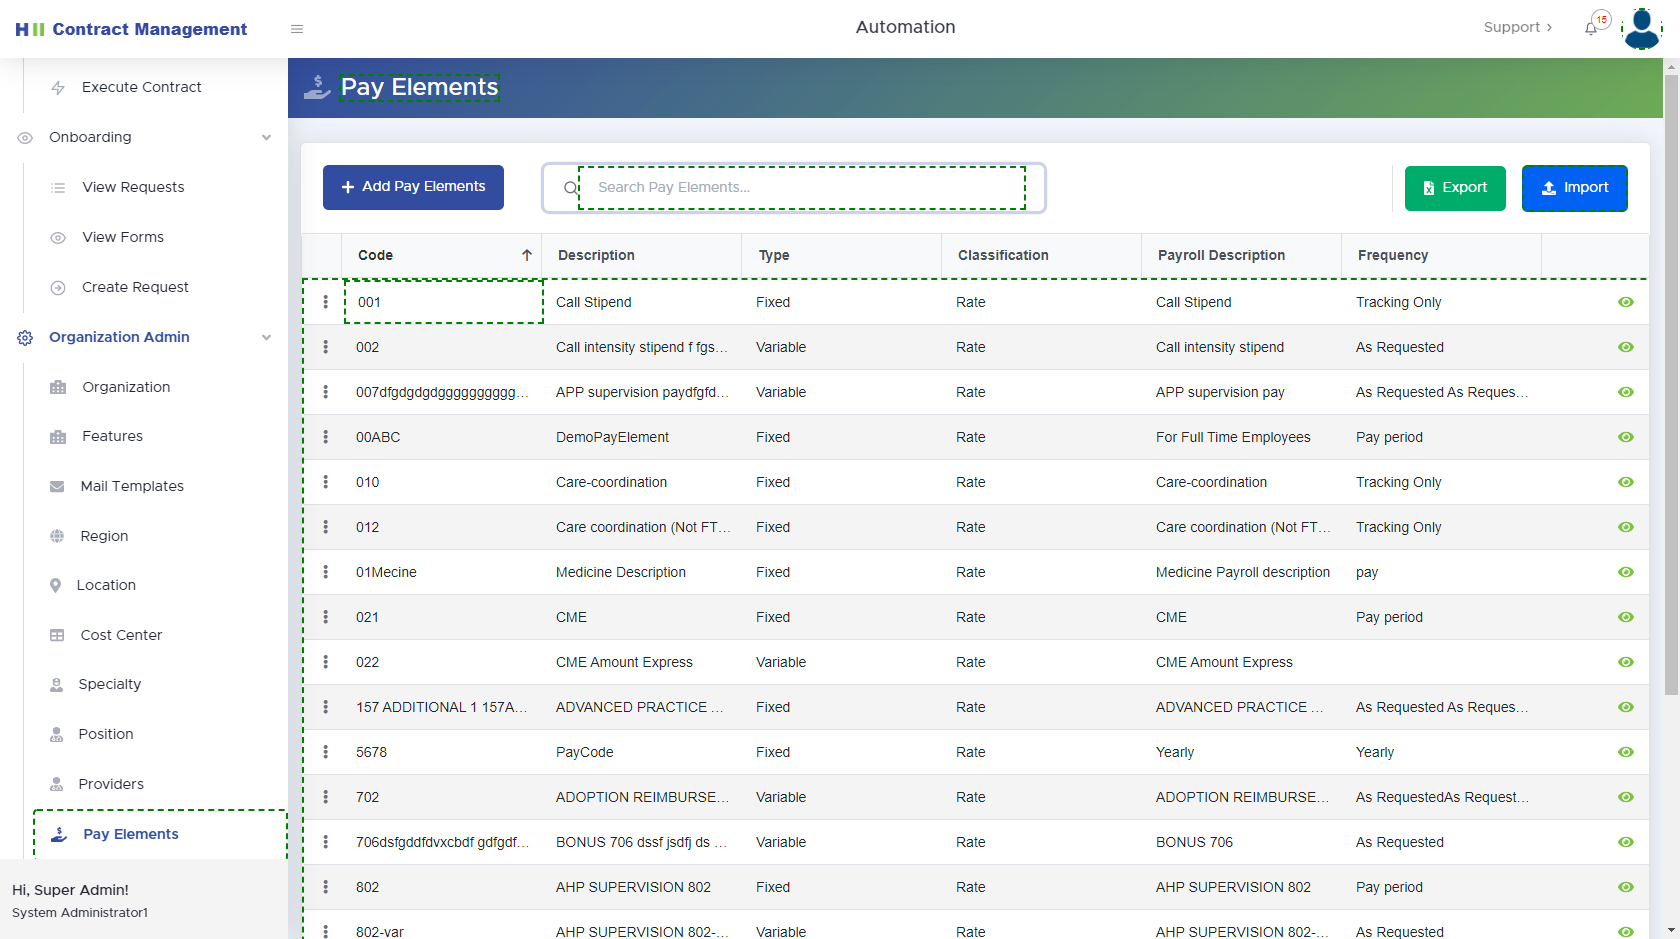 Contract Management
Automation
Support
15
Execute Contract
Onboarding
View Requests
View Forms
Create Request
Organization Admin
Organization
Features
Mail Templates
Region
Location
Cost Center
Specialty
Position
Providers
Pay Elements
Hi, Super Admin!
System Administrator1
Pay Elements
+ Add Pay Elements
Search Pay Elements...
Export
Import
Code Description Type Classification Payroll Description Frequency
001 Call Stipend Fixed Rate Call Stipend Tracking Only
002 Call intensity stipend f fgs... Variable Rate Call intensity stipend As Requested
007dfgdgdgdgggggggggg... APP supervision paydfgfd... Variable Rate APP supervision pay As Requested As Reques...
00ABC DemoPayElement Fixed Rate For Full Time Employees Pay period
010 Care-coordination Fixed Rate Care-coordination Tracking Only
012 Care coordination (Not FT... Fixed Rate Care coordination (Not FT... Tracking Only
01Mecine Medicine Description Fixed Rate Medicine Payroll description pay
021 CME Fixed Rate CME Pay period
022 CME Amount Express Variable Rate CME Amount Express
157 ADDITIONAL 1 157A... ADVANCED PRACTICE ... Fixed Rate ADVANCED PRACTICE ... As Requested As Reques...
5678 PayCode Fixed Rate Yearly Yearly
702 ADOPTION REIMBURSE... Variable Rate ADOPTION REIMBURSE... As RequestedAs Request...
706dsfgddfdvxcbdf gdfgdf... BONUS 706 dssf jsdfj ds ... Variable Rate BONUS 706 As Requested
802 AHP SUPERVISION 802 Fixed Rate AHP SUPERVISION 802 Pay period
802-var AHP SUPERVISION 802-... Variable Rate AHP SUPERVISION 802-... As Requested